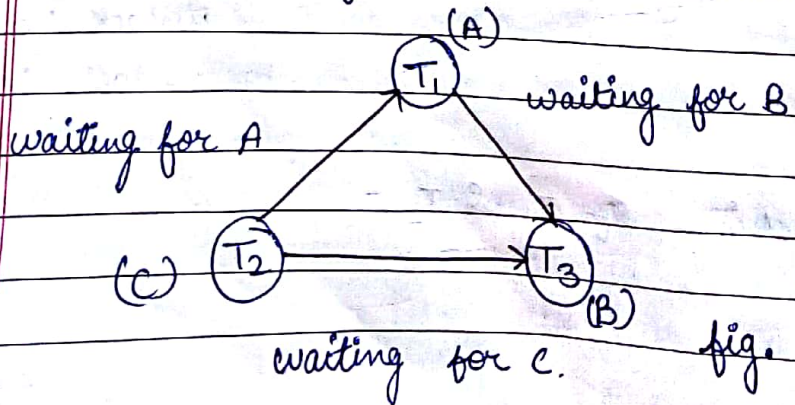 (A)
T1
waiting for B
waiting for A
(C)
T2
T3
(B)
waiting for C.
fig.